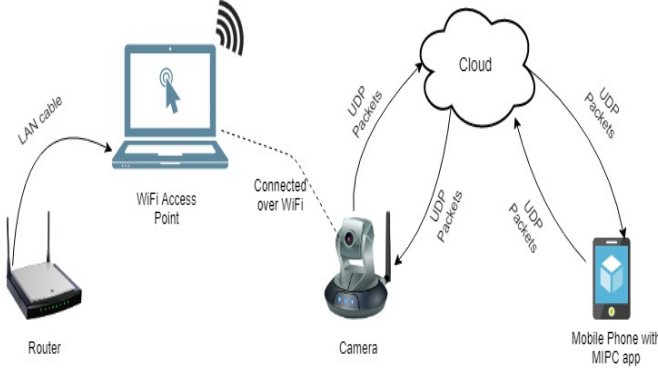 LAN cable
WiFi Access
Point
Connected
over WiFi
Cloud
UDP
Packets
UDP
Packets
UDP
Packets
UDP
Packets
Router
Camera
Mobile Phone with
MIPC app